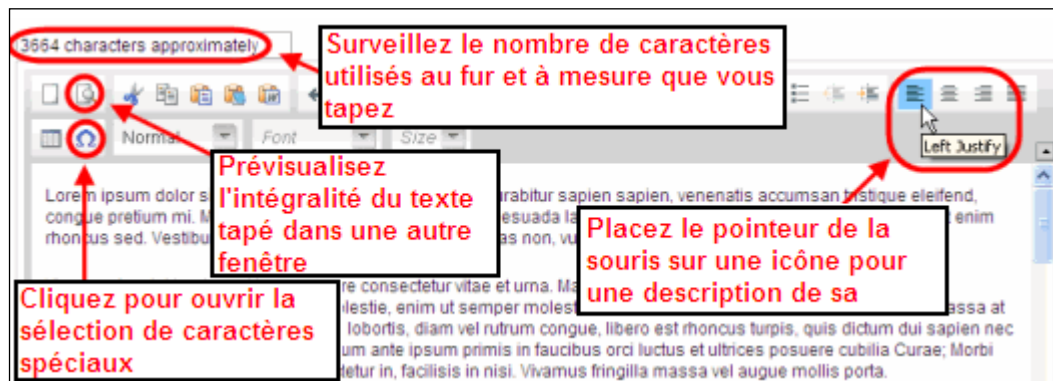 3664 characters approximately
Surveillez le nombre de caractères
utilisés au fur et à mesure que vous
tapez
Normal Font Size
Left Justify
Prévisualisez
l'intégralité du texte
tapé dans une autre
fenêtre
Placez le pointeur de la
souris sur une icône pour
une description de sa
Cliquez pour ouvrir la
sélection de caractères
spéciaux
Lorem ipsum dolor urabitur sapien sapien, venenatis accumsan tristique eleifend,
congue pretium mi. esuada enim
rhoncus sed. as non,
re consectetur vitae et urna.
lestie, enim ut semper assa at
lobortis, diam vel rutrum congue, libero est rhoncus turpis, quis dictum dui sapien nec
um ante ipsum primis in faucibus orci luctus et ultrices posuere cubilia Curae; Morbi
etur in, facilisis in nisi. Vivamus fringilla massa vel augue mollis porta.